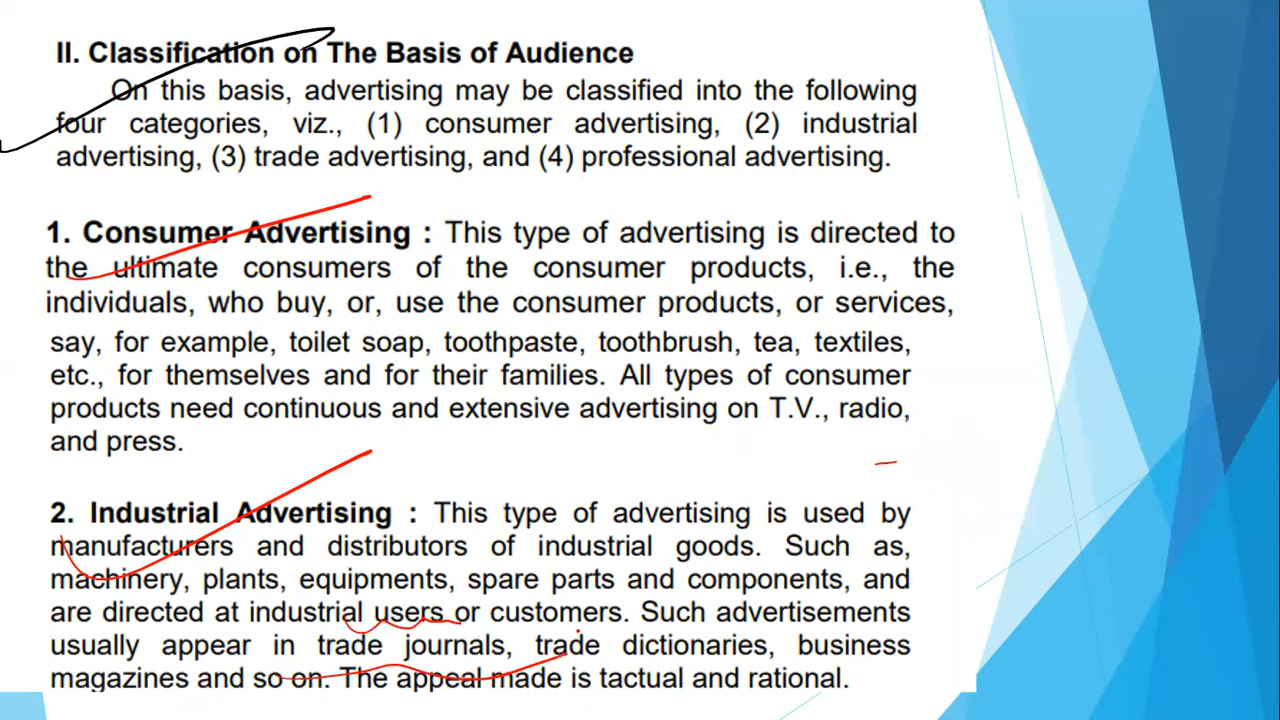 II. Classification on The Basis of Audience
On this basis, advertising may be classified into the following
four categories, viz., (1) consumer advertising, (2) industrial
advertising, (3) trade advertising, and (4) professional advertising.
1. Consumer Advertising : This type of advertising is directed to
the ultimate consumers of the consumer products, i.e., the
individuals, who buy, or, use the consumer products, or services,
say, for example, toilet soap, toothpaste, toothbrush, tea, textiles,
etc., for themselves and for their families. All types of consumer
products need continuous and extensive advertising on T.V., radio,
and press.
2. Industrial Advertising : This type of advertising is used by
manufacturers and distributors of industrial goods. Such as,
machinery, plants, equipments, spare parts and components, and
are directed at industrial users or customers. Such advertisements
usually appear in trade journals, trade dictionaries, business
magazines and so on. The appeal made is tactual and rational.